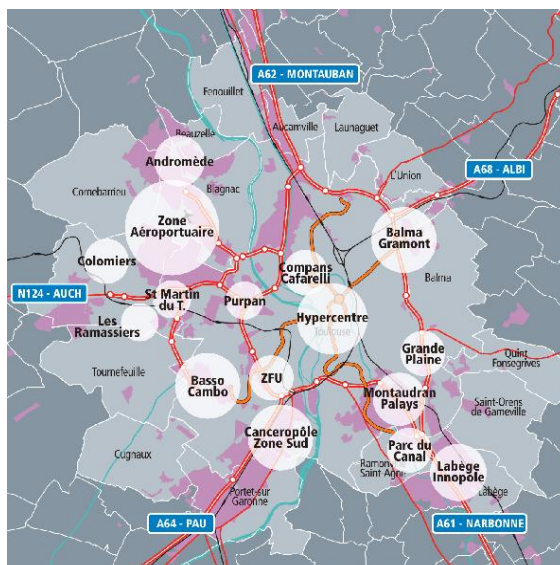 A62 - MONTAUBAN
Fenouillet
Aucamville
Launaguet
Beauzelle
L'Union
A68 - ALBI
Andromède
Cornebarrieu
Blagnac
Zone
Aéroportuaire
Balma
Gramont
Colomiers
Compans
Cafarelli
Balma
N124 - AUCH
St Martin
du T.
Purpan
Hypercentre
Toulouse
Les
Ramassiers
Grande
Plaine
Quint
Fonsegrives
Tournefeuille
Basso
Cambo
ZFU
Montaudran
Palays
Saint-Orens
de Gameville
Canceropôle
Zone Sud
Parc du
Canal
Cugnaux
Ramonville
Saint-Agne
Labège
Innopole
Labège
Portet-sur
Garonne
A64 - PAU
A61 - NARBONNE